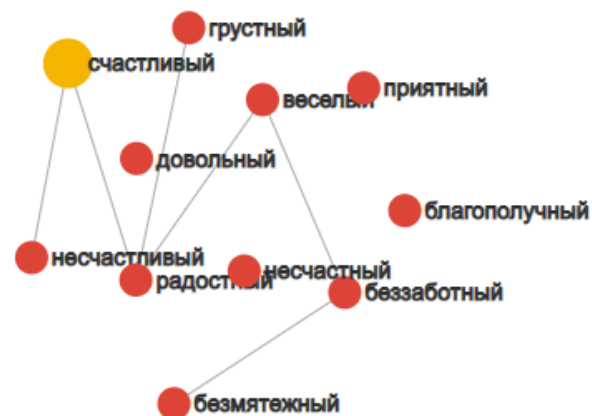 грустный
счастливый
веселый
приятный
довольный
благополучный
несчастливый
несчастный
радостный
беззаботный
безмятежный